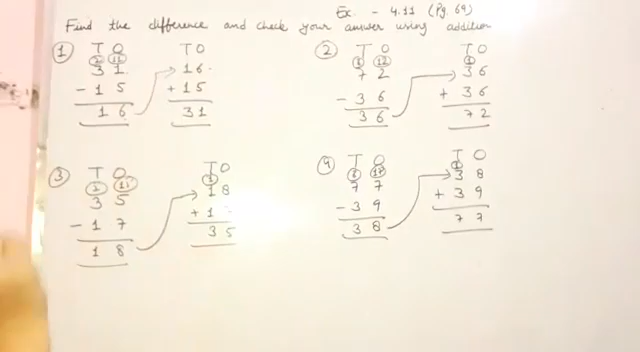 Ex. - 4.11 (Pg 69)
Find the difference and check your answer using addition
① T O
② ⑪
3 1
- 1 5
1 6
T O
1 6
+ 1 5
3 1
② T O
⑥ ⑫
7 2
- 3 6
3 6
T O
①
3 6
+ 3 6
7 2
③ T O
② ⑮
3 5
- 1 7
1 8
T O
①
1 8
+ 1
3 5
④ T O
⑥ ⑰
7 7
- 3 9
3 8
T O
①
3 8
+ 3 9
7 7